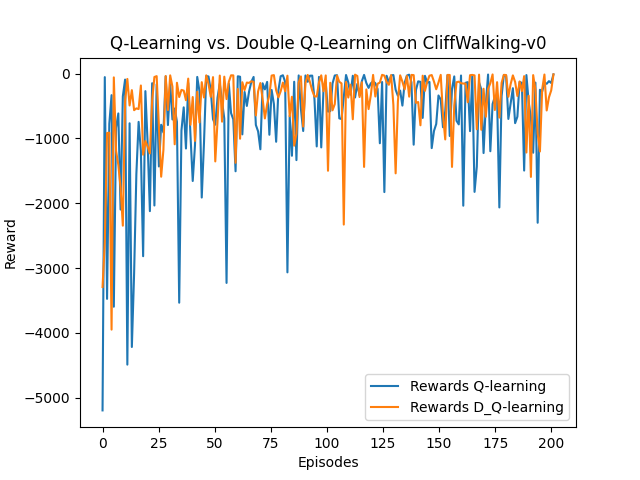 Q-Learning vs. Double Q-Learning on CliffWalking-v0
0
−1000
−2000
−3000
−4000
−5000
Reward
Rewards Q-learning
Rewards D_Q-learning
0 25 50 75 100 125 150 175 200
Episodes